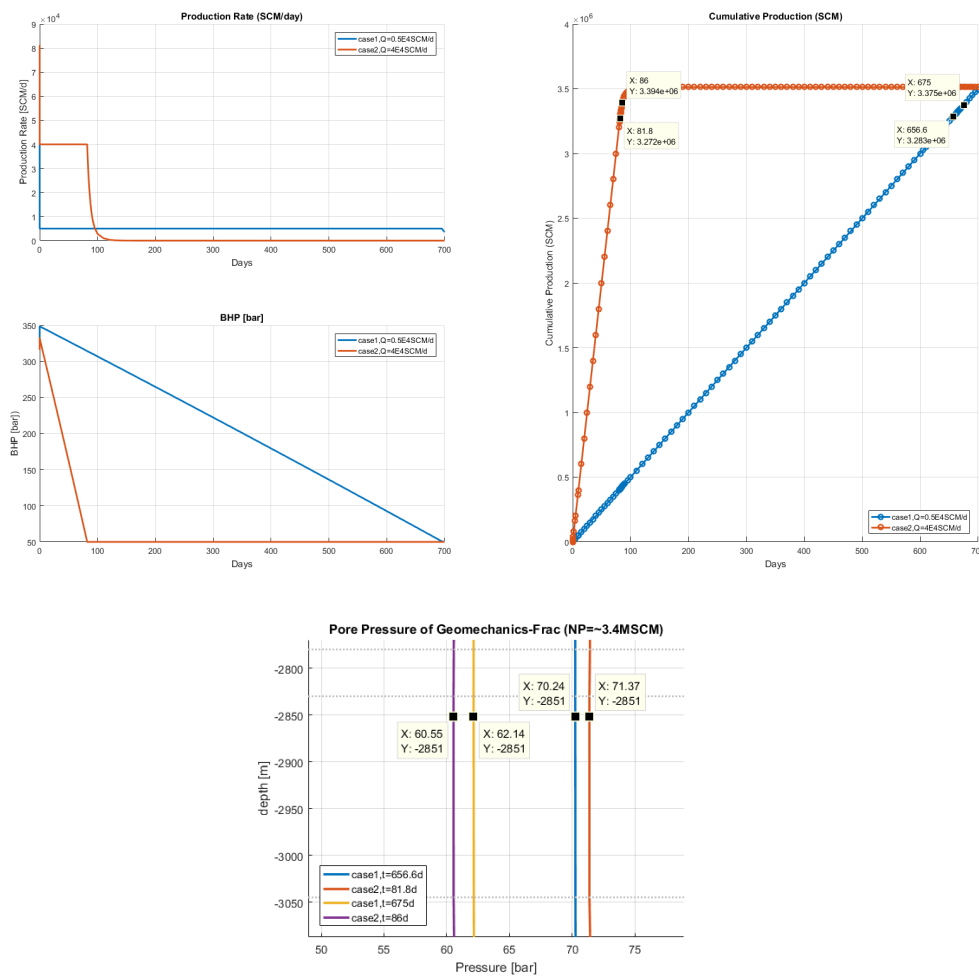 Production Rate (SCM/day)
×10⁴
9
8
7
6
5
4
3
2
1
0
Production Rate [SCM/d]
case1,Q=0.5E4SCM/d
case2,Q=4E4SCM/d
0 100 200 300 400 500 600 700
Days
BHP [bar]
350
300
250
200
150
100
50
BHP [bar])
case1,Q=0.5E4SCM/d
case2,Q=4E4SCM/d
0 100 200 300 400 500 600 700
Days
Cumulative Production (SCM)
×10⁶
4
3.5
3
2.5
2
1.5
1
0.5
0
Cumulative Production (SCM)
X: 86
Y: 3.394e+06
X: 81.8
Y: 3.272e+06
X: 675
Y: 3.375e+06
X: 656.6
Y: 3.283e+06
case1,Q=0.5E4SCM/d
case2,Q=4E4SCM/d
0 100 200 300 400 500 600 700
Days
Pore Pressure of Geomechanics-Frac (NP=~3.4MSCM)
-2800
-2850
-2900
-2950
-3000
-3050
depth [m]
X: 70.24
Y: -2851
X: 71.37
Y: -2851
X: 60.55
Y: -2851
X: 62.14
Y: -2851
case1,t=656.6d
case2,t=81.8d
case1,t=675d
case2,t=86d
50 55 60 65 70 75
Pressure [bar]